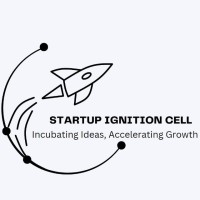 STARTUP IGNITION CELL
Incubating Ideas, Accelerating Growth